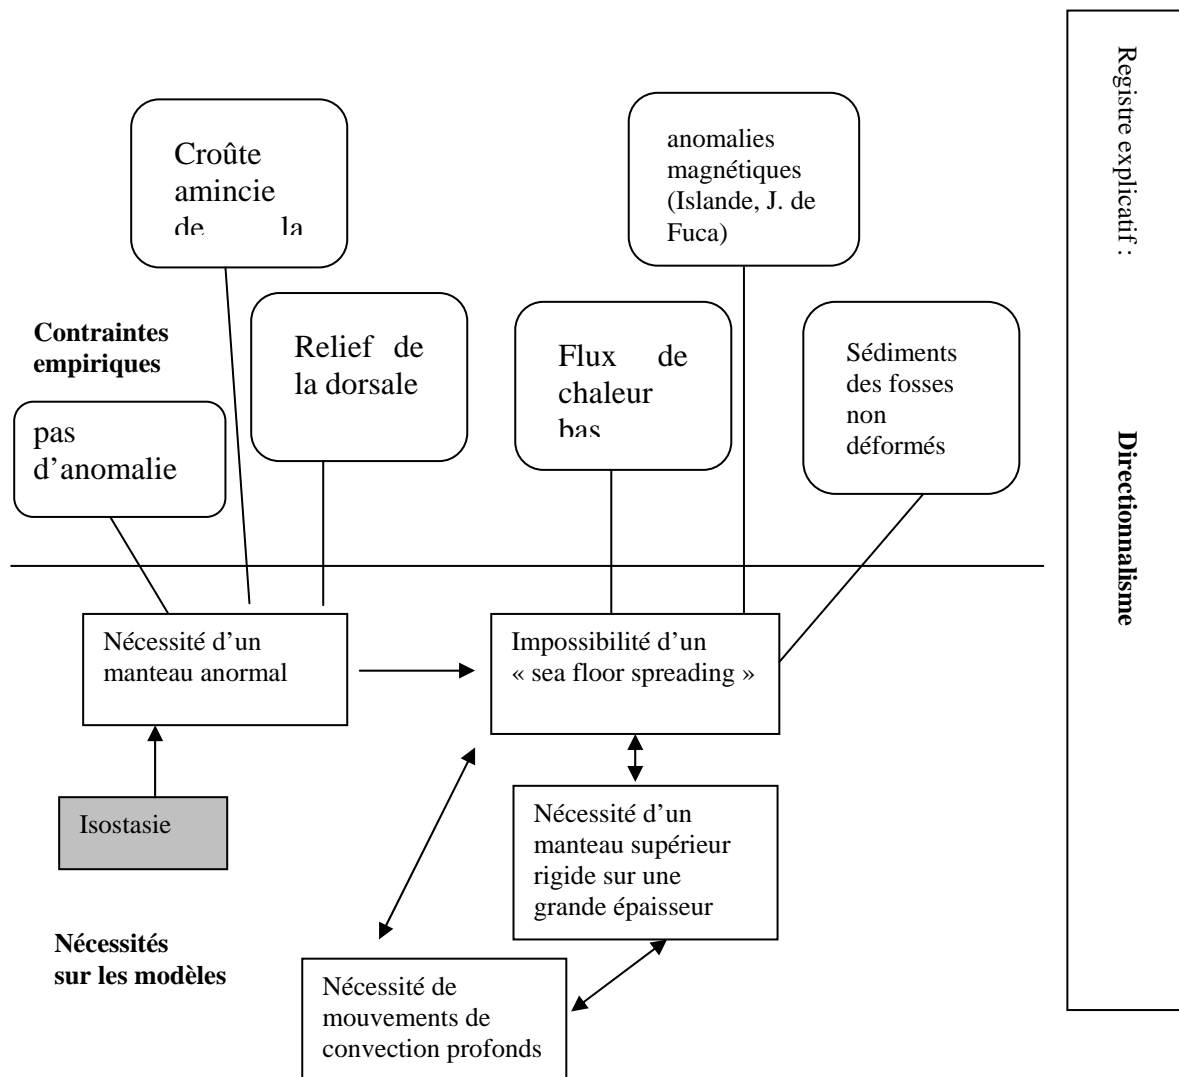 Croûte
amincie
de la
anomalies
magnétiques
(Islande, J. de
Fuca)
Contraintes
empiriques
Relief de
la dorsale
Flux de
chaleur
bas
Sédiments
des fosses
non
déformés
pas
d’anomalie
Nécessité d’un
manteau anormal
Impossibilité d’un
« sea floor spreading »
Isostasie
Nécessité d’un
manteau supérieur
rigide sur une
grande épaisseur
Nécessités
sur les modèles
Nécessité de
mouvements de
convection profonds
Registre explicatif :
Directionnalisme